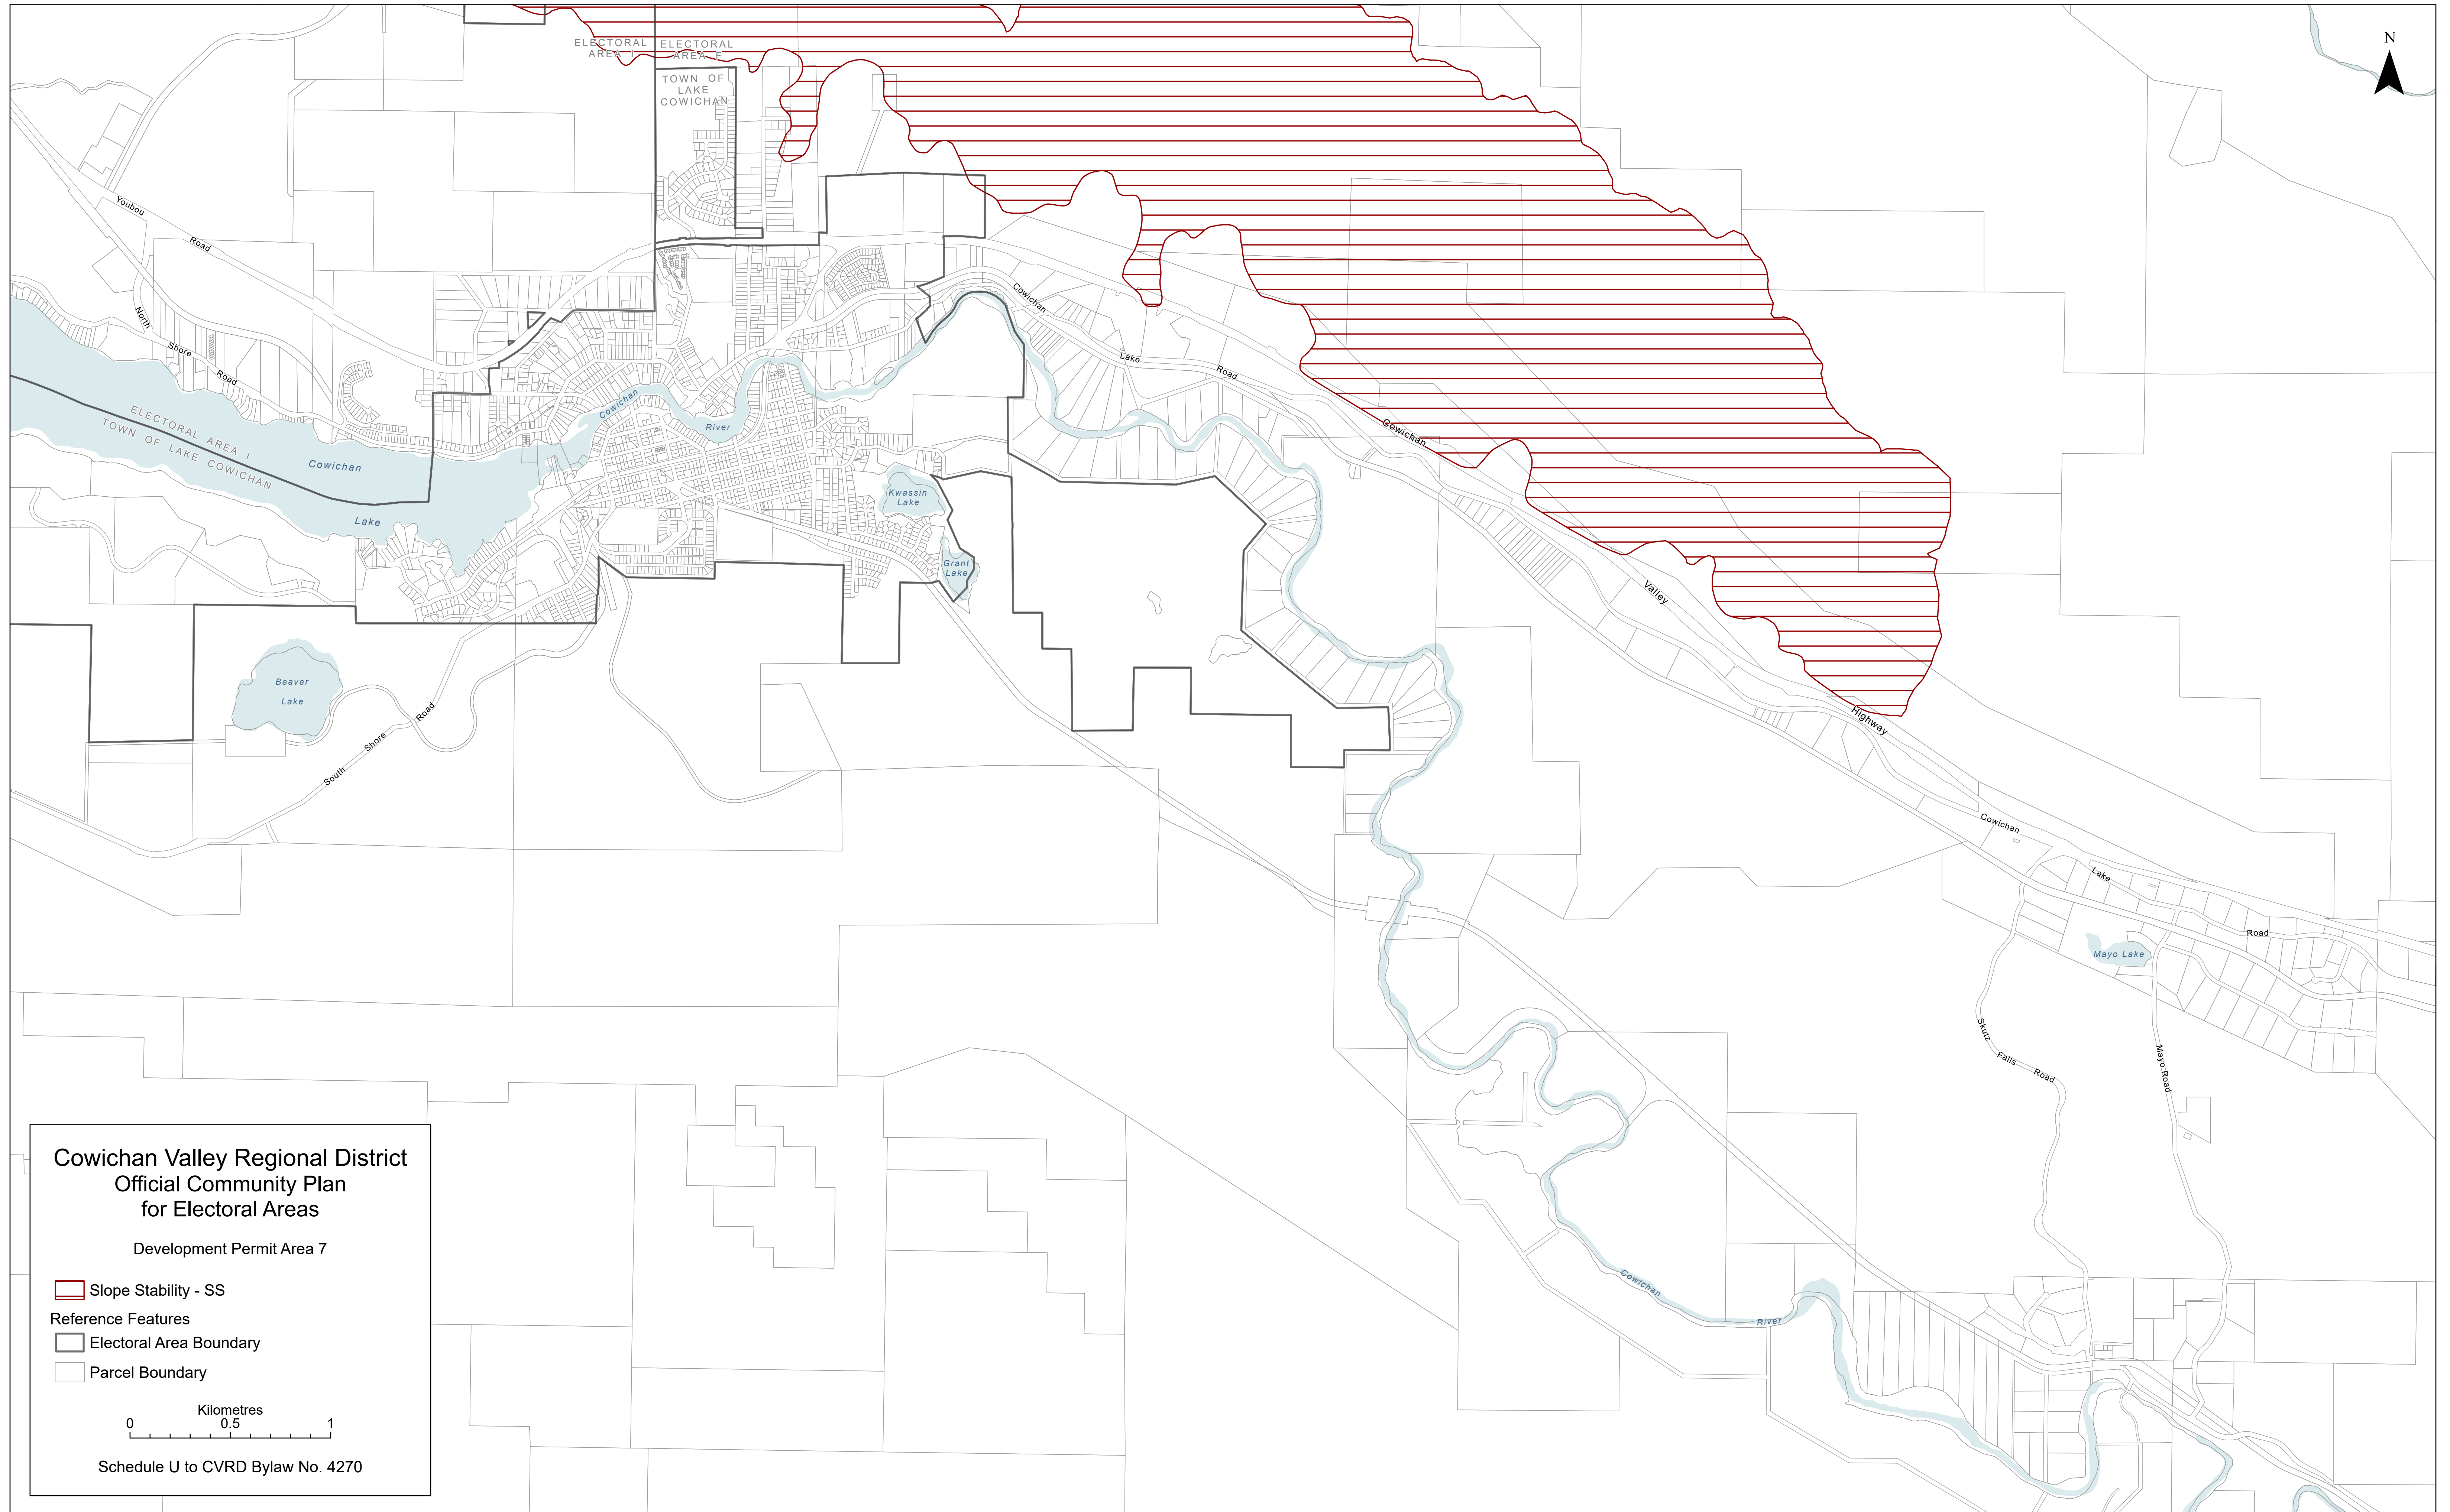 ELECTORAL
AREA I
ELECTORAL
AREA F
TOWN OF
LAKE
COWICHAN
N
Youbou
Road
North
Shore
Road
ELECTORAL AREA I
TOWN OF LAKE COWICHAN
Cowichan
Lake
Cowichan
River
Kwassin
Lake
Grant
Lake
Cowichan
Lake
Road
Cowichan
Valley
Highway
Beaver
Lake
South
Shore
Road
Cowichan
Lake
Road
Mayo Lake
Skutz
Falls
Road
Mayo Road
Cowichan
River
Cowichan Valley Regional District
Official Community Plan
for Electoral Areas
Development Permit Area 7
Slope Stability - SS
Reference Features
Electoral Area Boundary
Parcel Boundary
Kilometres
0 0.5 1
Schedule U to CVRD Bylaw No. 4270